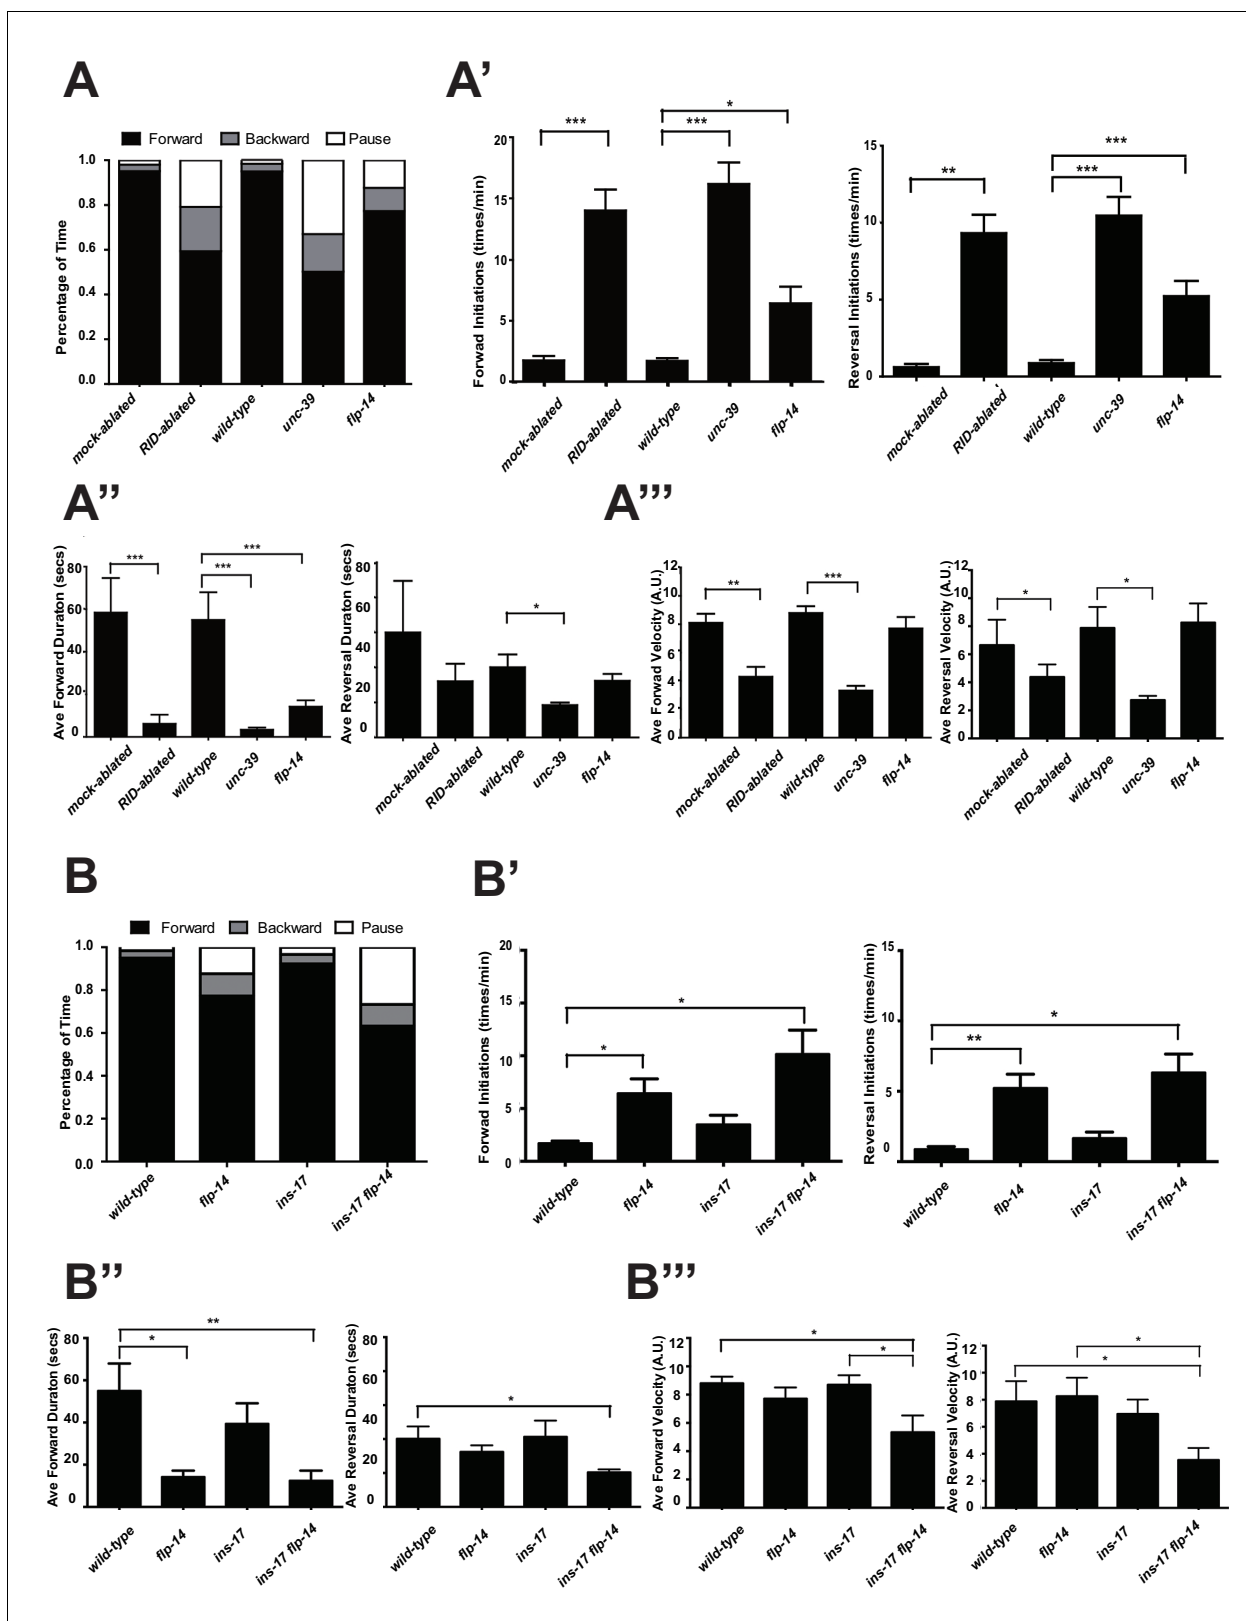 A
Forward Backward Pause
Percentage of Time
1.0
0.8
0.6
0.4
0.2
0.0
mock-ablated
RID-ablated
wild-type
unc-39
flp-14
A’
Forwad Initiations (times/min)
20
15
10
5
0
***
***
*
mock-ablated
RID-ablated
wild-type
unc-39
flp-14
Reversal Initiations (times/min)
15
10
5
0
**
***
***
mock-ablated
RID-ablated
wild-type
unc-39
flp-14
A’’
Ave Forward Duraton (secs)
80
60
40
20
0
***
***
***
mock-ablated
RID-ablated
wild-type
unc-39
flp-14
Ave Reversal Duraton (secs)
80
60
40
20
0
*
mock-ablated
RID-ablated
wild-type
unc-39
flp-14
A’’’
Ave Forwad Velocity (A.U.)
12
10
8
6
4
2
0
**
***
mock-ablated
RID-ablated
wild-type
unc-39
flp-14
Ave Reversal Velocity (A.U.)
12
10
8
6
4
2
0
*
*
mock-ablated
RID-ablated
wild-type
unc-39
flp-14
B
Forward Backward Pause
Percentage of Time
1.0
0.8
0.6
0.4
0.2
0.0
wild-type
flp-14
ins-17
ins-17 flp-14
B’
Forwad Initiations (times/min)
20
15
10
5
0
*
*
wild-type
flp-14
ins-17
ins-17 flp-14
Reversal Initiations (times/min)
15
10
5
0
**
*
wild-type
flp-14
ins-17
ins-17 flp-14
B’’
Ave Forward Duraton (secs)
80
60
40
20
0
*
**
wild-type
flp-14
ins-17
ins-17 flp-14
Ave Reversal Duraton (secs)
80
60
40
20
0
*
wild-type
flp-14
ins-17
ins-17 flp-14
B’’’
Ave Forward Velocity (A.U.)
12
10
8
6
4
2
0
*
*
wild-type
flp-14
ins-17
ins-17 flp-14
Ave Reversal Velocity (A.U.)
12
10
8
6
4
2
0
*
*
wild-type
flp-14
ins-17
ins-17 flp-14